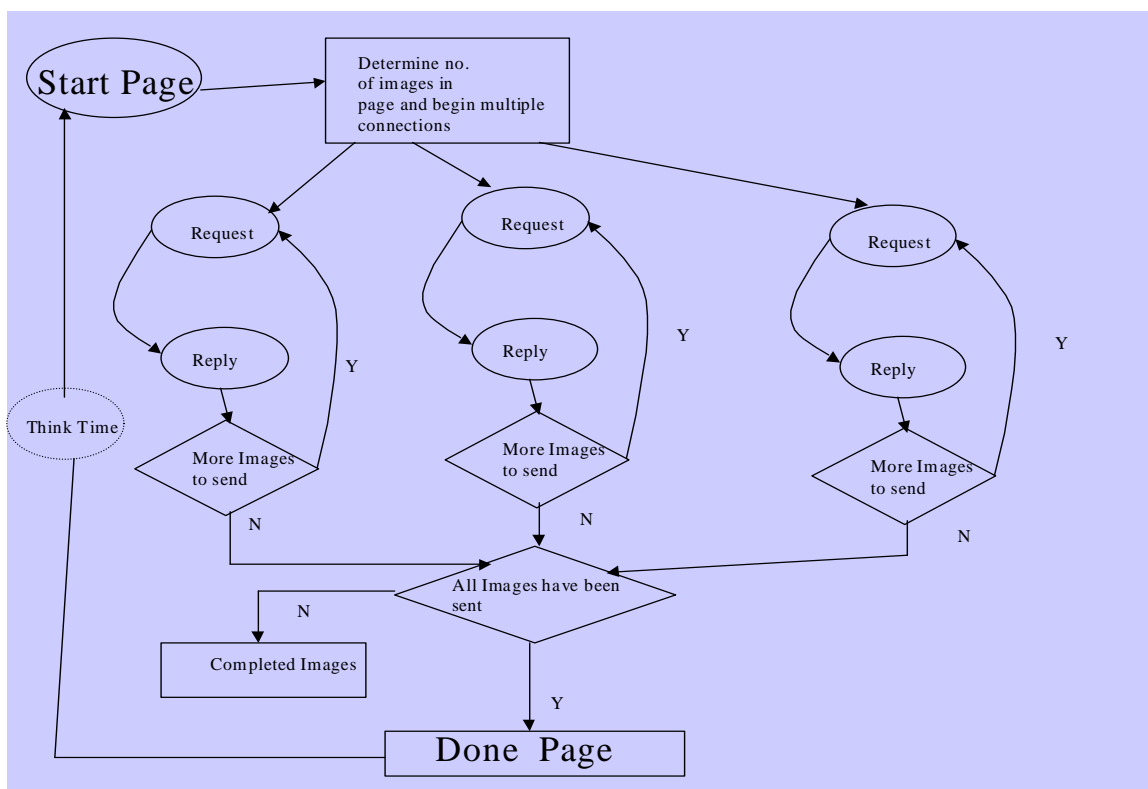 Start Page
Determine no.
of images in
page and begin multiple
connections
Request
Request
Request
Reply
Y
Reply
Y
Reply
Y
Think Time
More Images
to send
More Images
to send
More Images
to send
N
N
N
All Images have been
sent
N
Completed Images
Y
Done Page